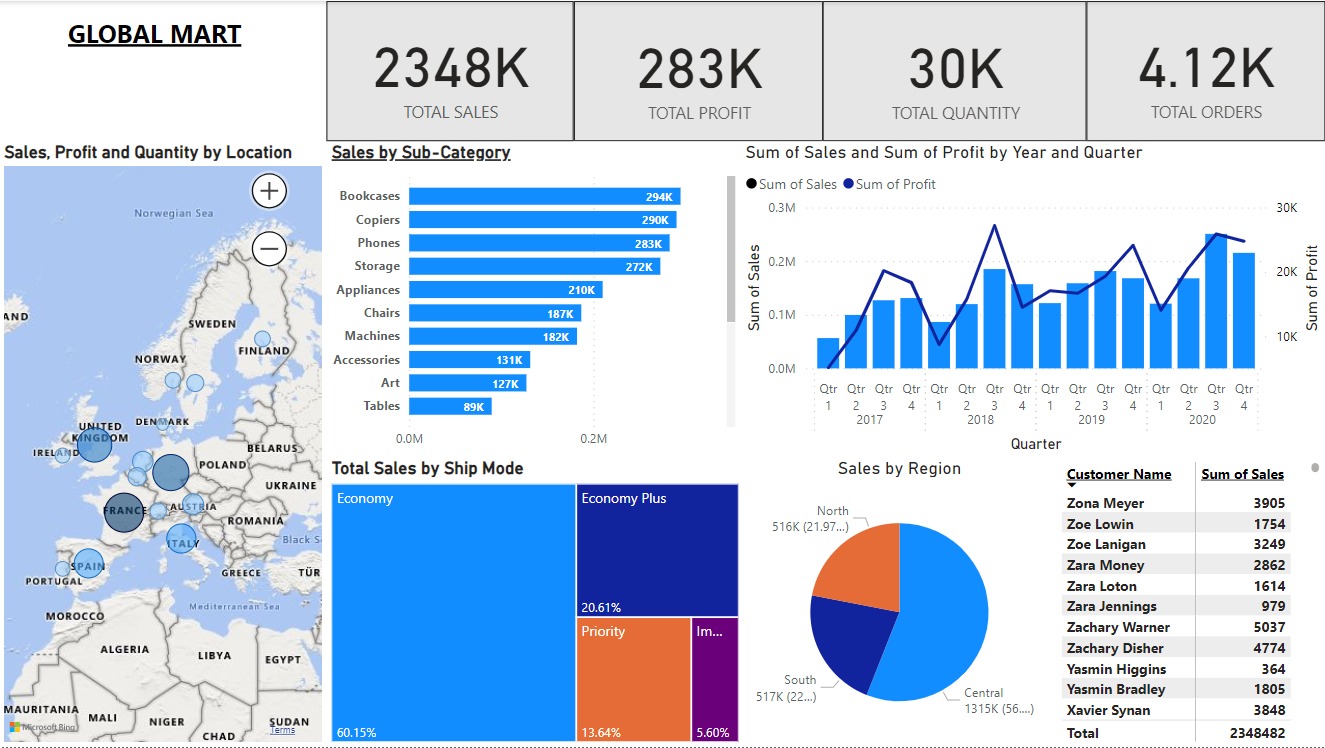 GLOBAL MART
2348K
TOTAL SALES
283K
TOTAL PROFIT
30K
TOTAL QUANTITY
4.12K
TOTAL ORDERS
Sales, Profit and Quantity by Location
Norwegian Sea
AND
SWEDEN
FINLAND
NORWAY
DENMARK
UNITED
KINGDOM
IRELAND
BELARUS
POLAND
UKRAINE
FRANCE
AUSTRIA
ROMANIA
ITALY
Black S
SPAIN
PORTUGAL
GREECE
TÜR
Mediterranean Sea
MOROCCO
ALGERIA
LIBYA
EGYPT
MAURITANIA
MALI
NIGER
SUDAN
CHAD
Microsoft Bing
Terms
Sales by Sub-Category
Bookcases 294K
Copiers 290K
Phones 283K
Storage 272K
Appliances 210K
Chairs 187K
Machines 182K
Accessories 131K
Art 127K
Tables 89K
0.0M 0.2M
Sum of Sales and Sum of Profit by Year and Quarter
Sum of Sales Sum of Profit
Sum of Sales
0.3M
0.2M
0.1M
0.0M
30K
20K
10K
Sum of Profit
Qtr Qtr Qtr Qtr Qtr Qtr Qtr Qtr Qtr Qtr Qtr Qtr Qtr Qtr Qtr Qtr
1 2 3 4 1 2 3 4 1 2 3 4 1 2 3 4
2017 2018 2019 2020
Quarter
Total Sales by Ship Mode
Economy
60.15%
Economy Plus
20.61%
Priority
13.64%
Im...
5.60%
Sales by Region
North
516K (21.97...)
South
517K (22...)
Central
1315K (56....)
Customer Name Sum of Sales
Zona Meyer 3905
Zoe Lowin 1754
Zoe Lanigan 3249
Zara Money 2862
Zara Loton 1614
Zara Jennings 979
Zachary Warner 5037
Zachary Disher 4774
Yasmin Higgins 364
Yasmin Bradley 1805
Xavier Synan 3848
Total 2348482